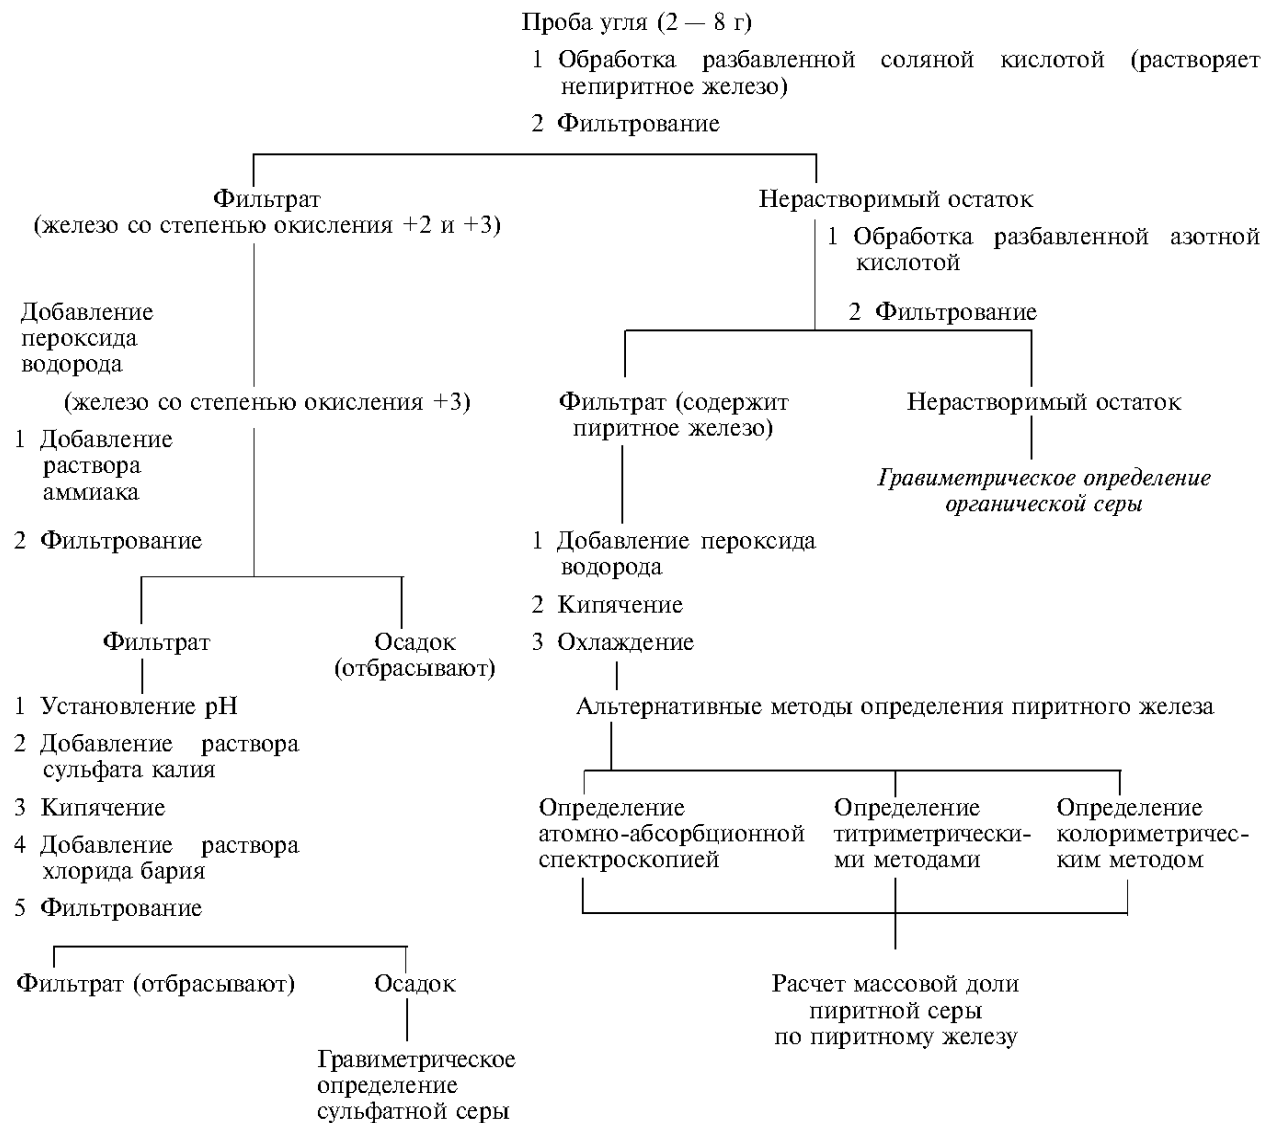 Проба угля (2 — 8 г)
1 Обработка разбавленной соляной кислотой (растворяет
непиритное железо)
2 Фильтрование
Фильтрат
(железо со степенью окисления +2 и +3)
Нерастворимый остаток
1 Обработка разбавленной азотной
кислотой
2 Фильтрование
Добавление
пероксида
водорода
(железо со степенью окисления +3)
1 Добавление
раствора
аммиака
2 Фильтрование
Фильтрат
Осадок
(отбрасывают)
1 Установление pH
2 Добавление раствора
сульфата калия
3 Кипячение
4 Добавление раствора
хлорида бария
5 Фильтрование
Фильтрат (отбрасывают)
Осадок
Гравиметрическое
определение
сульфатной серы
Фильтрат (содержит
пиритное железо)
Нерастворимый остаток
Гравиметрическое определение
органической серы
1 Добавление пероксида
водорода
2 Кипячение
3 Охлаждение
Альтернативные методы определения пиритного железа
Определение
атомно-абсорбционной
спектроскопией
Определение
титриметрически-
ми методами
Определение
колориметричес-
ким методом
Расчет массовой доли
пиритной серы
по пиритному железу